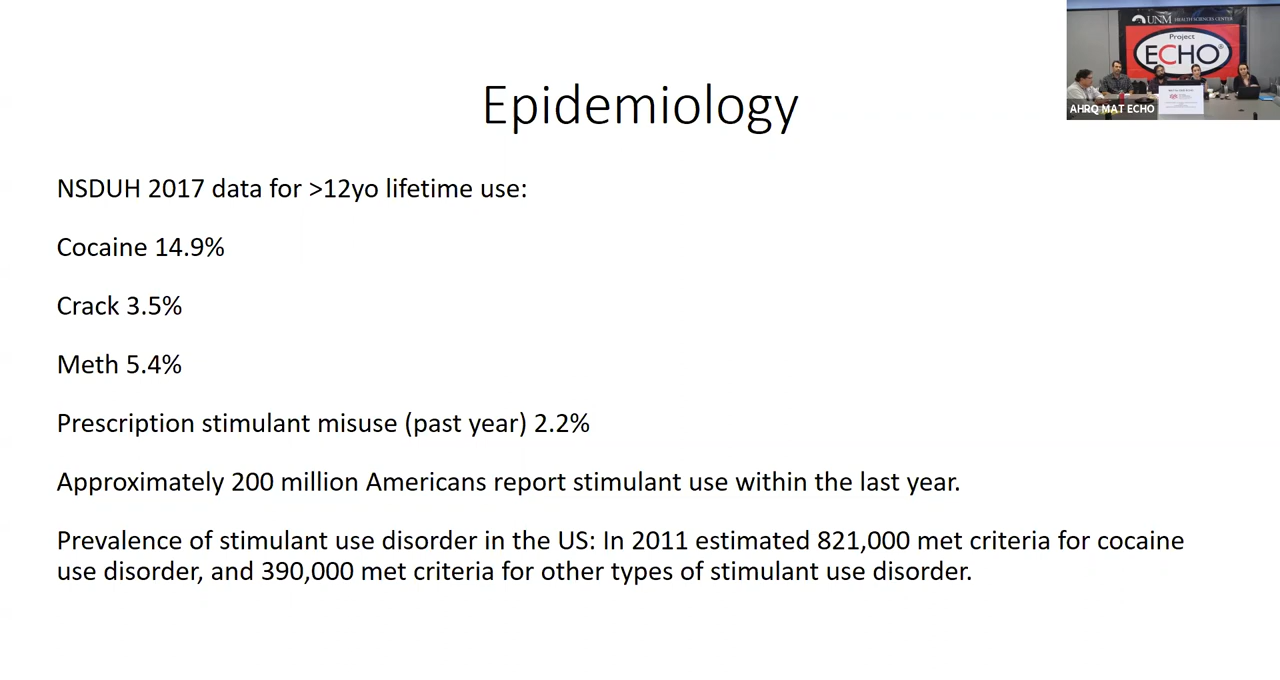 UNM HEALTH SCIENCES CENTER
Project
ECHO®
AHRQ MAT ECHO
Epidemiology
NSDUH 2017 data for >12yo lifetime use:
Cocaine 14.9%
Crack 3.5%
Meth 5.4%
Prescription stimulant misuse (past year) 2.2%
Approximately 200 million Americans report stimulant use within the last year.
Prevalence of stimulant use disorder in the US: In 2011 estimated 821,000 met criteria for cocaine
use disorder, and 390,000 met criteria for other types of stimulant use disorder.